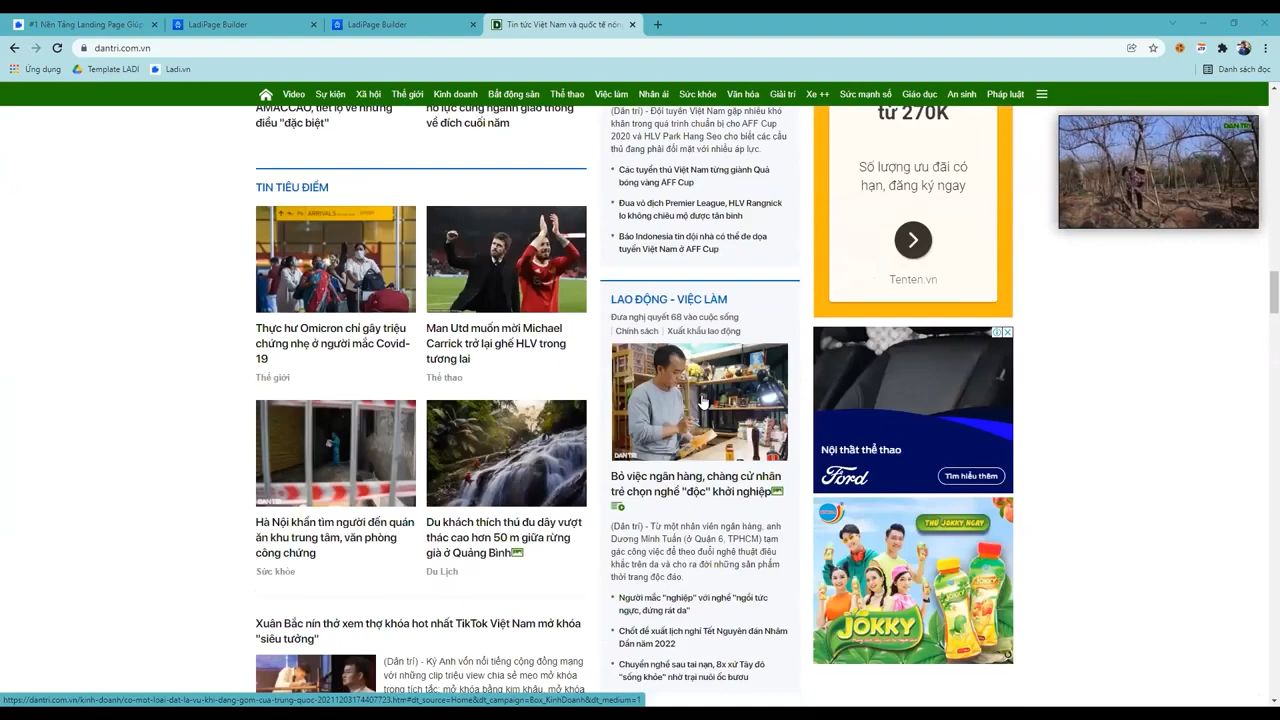 #1 Nền Tảng Landing Page Giúp
LadiPage Builder
LadiPage Builder
Tin tức Việt Nam và quốc tế nón
dantri.com.vn
Ứng dụng
Template LADI
Ladi.vn
Danh sách đọc
Video Sự kiện Xã hội Thế giới Kinh doanh Bất động sản Thể thao Việc làm Nhân ái Sức khỏe Văn hóa Giải trí Xe ++ Sức mạnh số Giáo dục An sinh Pháp luật
AMACCAO, tiết lộ về những
điều "đặc biệt"
nỗ lực cùng ngành giao thông
về đích cuối năm
TIN TIÊU ĐIỂM
ARRIVALS
Thực hư Omicron chỉ gây triệu
chứng nhẹ ở người mắc Covid-
19
Thế giới
Man Utd muốn mời Michael
Carrick trở lại ghế HLV trong
tương lai
Thể thao
DAN TRI
Hà Nội khẩn tìm người đến quán
ăn khu trung tâm, văn phòng
công chứng
Sức khỏe
Du khách thích thú đu dây vượt
thác cao hơn 50 m giữa rừng
già ở Quảng Bình
Du Lịch
Xuân Bắc nín thở xem thợ khóa hot nhất TikTok Việt Nam mở khóa
"siêu tưởng"
(Dân trí) - Kỳ Anh vốn nổi tiếng cộng đồng mạng
với những clip triệu view chia sẻ mẹo mở khóa
trong tích tắc: mở khóa bằng kim khâu, mở khóa
(Dân trí) - Đội tuyển Việt Nam gặp nhiều khó
khăn trong quá trình chuẩn bị cho AFF Cup
2020 và HLV Park Hang Seo cho biết các cầu
thủ đang phải đối mặt với nhiều áp lực.
Các tuyển thủ Việt Nam từng giành Quả
bóng vàng AFF Cup
Đua vô địch Premier League, HLV Rangnick
lo không chiêu mộ được tân binh
Báo Indonesia tin đội nhà có thể đe dọa
tuyển Việt Nam ở AFF Cup
LAO ĐỘNG - VIỆC LÀM
Đưa nghị quyết 68 vào cuộc sống
Chính sách Xuất khẩu lao động
DAN TRI
Bỏ việc ngân hàng, chàng cử nhân
trẻ chọn nghề "độc" khởi nghiệp
(Dân trí) - Từ một nhân viên ngân hàng, anh
Dương Minh Tuấn (ở Quận 6, TPHCM) tạm
gác công việc để theo đuổi nghệ thuật điêu
khắc trên da và cho ra đời những sản phẩm
thời trang độc đáo.
Người mắc "nghiệp" với nghề "ngồi tức
ngực, đứng rát da"
Chốt đề xuất lịch nghỉ Tết Nguyên đán Nhâm
Dần năm 2022
Chuyển nghề sau tai nạn, 8x xứ Tây đó
"sống khỏe" nhờ trại nuôi ốc bươu
từ 270K
Số lượng ưu đãi có
hạn, đăng ký ngay
Tenten.vn
Nội thất thể thao
Ford
Tìm hiểu thêm
THỬ JOKKY NGAY
JOKKY
DAN TRI
https://dantri.com.vn/kinh-doanh/co-mot-loai-dat-la-vu-khi-dang-gom-cua-trung-quoc-20211203174407723.htm#dt_source=Home&dt_campaign=Box_KinhDoanh&dt_medium=1